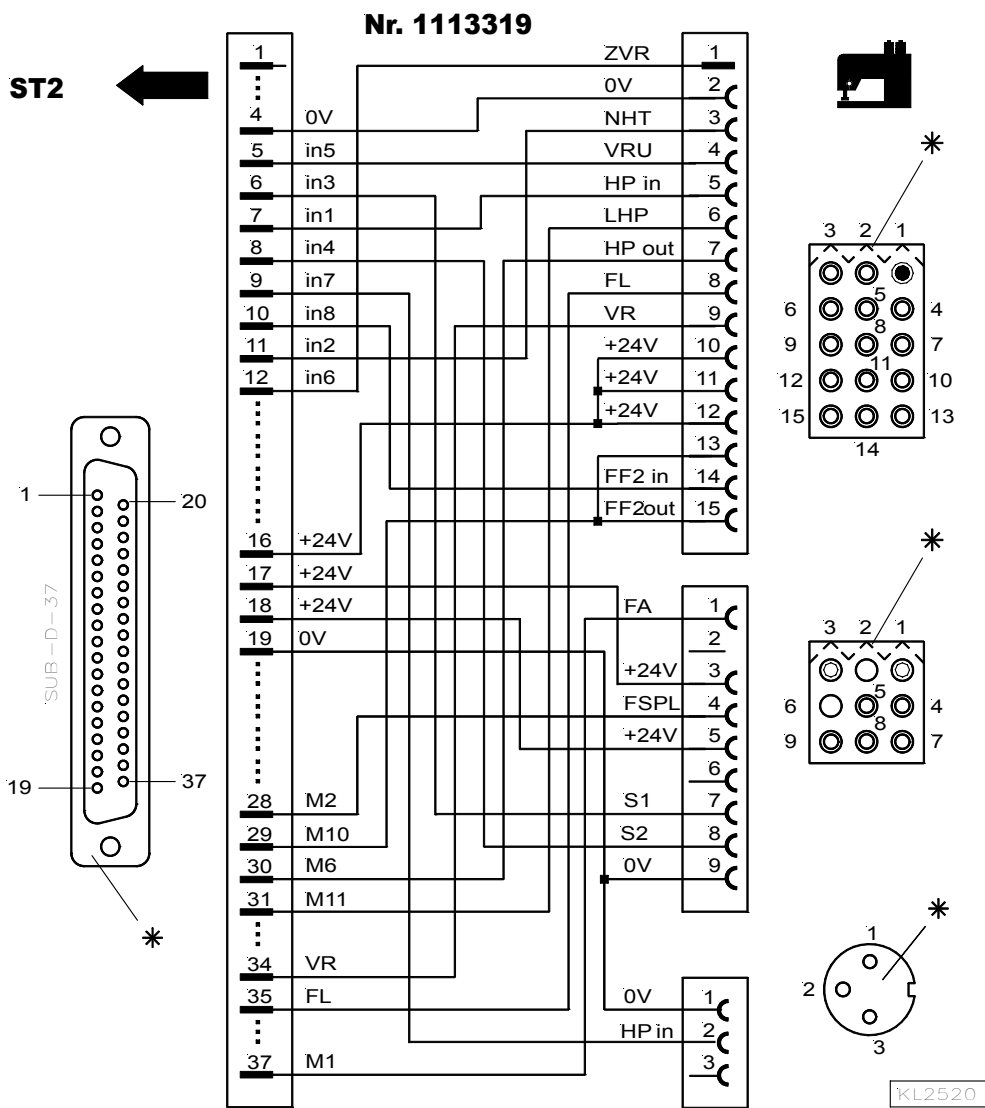 Nr. 1113319
ST2
1
4 0V
5 in5
6 in3
7 in1
8 in4
9 in7
10 in8
11 in2
12 in6
16 +24V
17 +24V
18 +24V
19 0V
28 M2
29 M10
30 M6
31 M11
34 VR
35 FL
37 M1
ZVR 1
0V 2
NHT 3
VRU 4
HP in 5
LHP 6
HP out 7
FL 8
VR 9
+24V 10
+24V 11
+24V 12
13
FF2 in 14
FF2out 15
FA 1
2
+24V 3
FSPL 4
+24V 5
6
S1 7
S2 8
0V 9
0V 1
HP in 2
3
1 20
SUB-D-37
19 37
*
*
3 2 1
6 5 4
9 8 7
12 11 10
15 13
14
*
3 2 1
6 5 4
9 8 7
*
1
2
3
KL2520